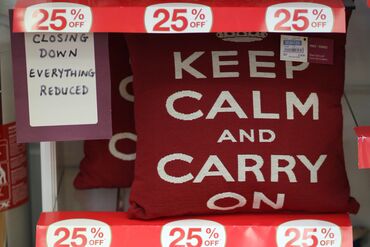 25% OFF
25% OFF
25% OFF
CLOSING
DOWN
EVERYTHING
REDUCED
KEEP
CALM
AND
CARRY
ON
25%
25% OFF
25% OFF
25% OFF